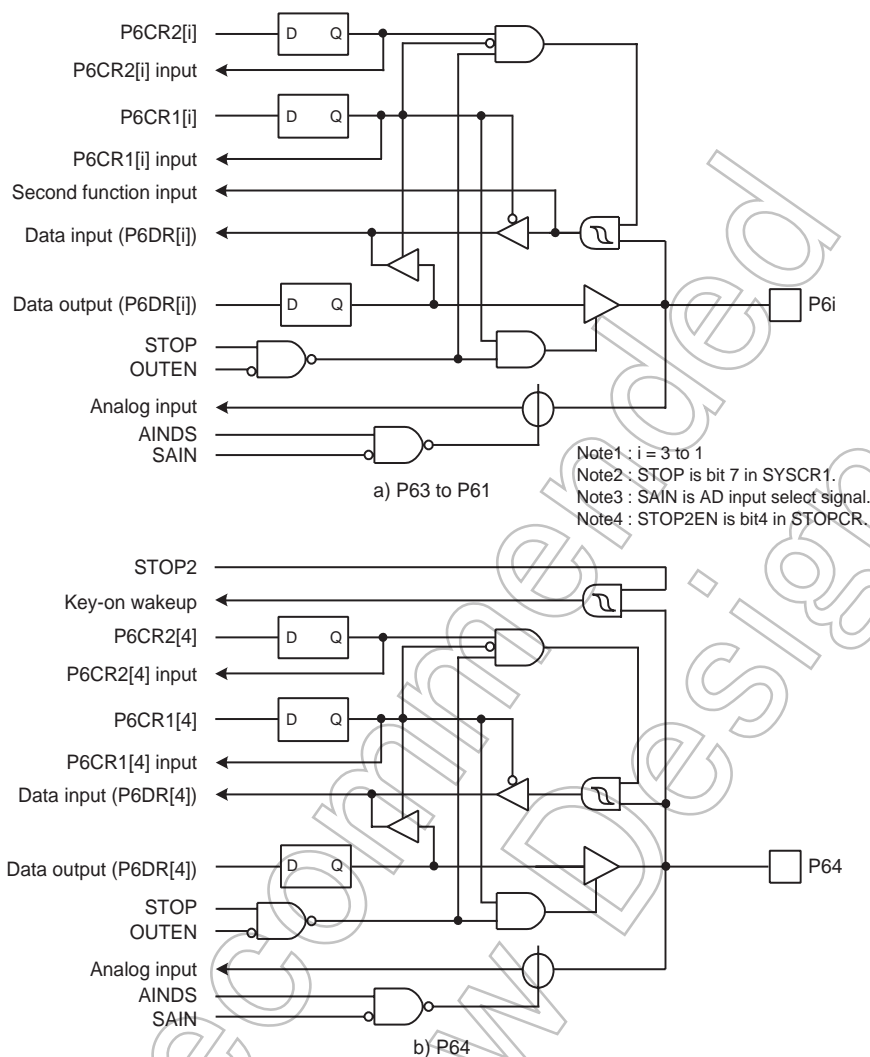 P6CR2[i]
D Q
P6CR2[i] input
P6CR1[i]
D Q
P6CR1[i] input
Second function input
Data input (P6DR[i])
Data output (P6DR[i])
D Q
P6i
STOP
OUTEN
Analog input
AINDS
SAIN
Note1 : i = 3 to 1
Note2 : STOP is bit 7 in SYSCR1.
Note3 : SAIN is AD input select signal.
Note4 : STOP2EN is bit4 in STOPCR.
a) P63 to P61
STOP2
Key-on wakeup
P6CR2[4]
D Q
P6CR2[4] input
P6CR1[4]
D Q
P6CR1[4] input
Data input (P6DR[4])
Data output (P6DR[4])
D Q
P64
STOP
OUTEN
Analog input
AINDS
SAIN
b) P64
ecommended
w Design